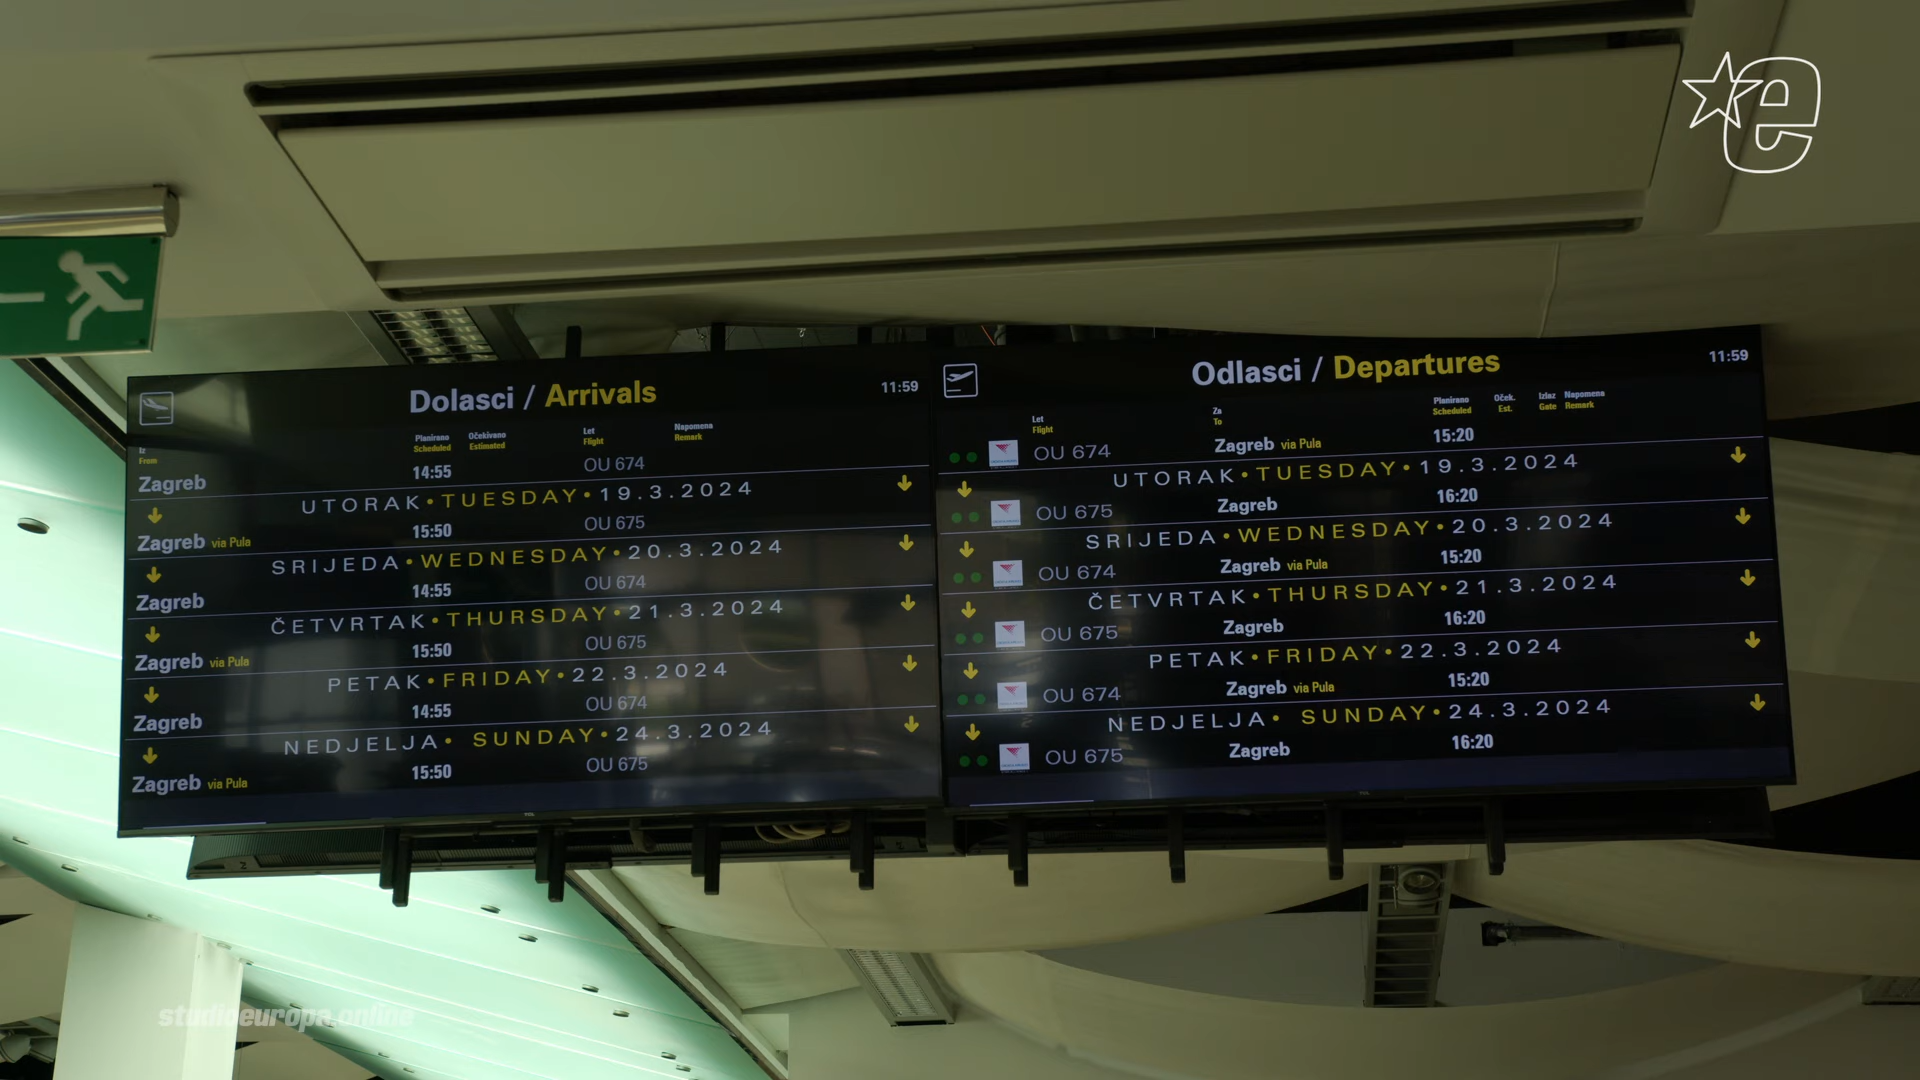 e
Dolasci / Arrivals
11:59
Iz
From
Planirano
Scheduled
Očekivano
Estimated
Let
Flight
Napomena
Remark
Zagreb 14:55 OU 674
UTORAK•TUESDAY•19.3.2024
Zagreb via Pula 15:50 OU 675
SRIJEDA•WEDNESDAY•20.3.2024
Zagreb 14:55 OU 674
ČETVRTAK•THURSDAY•21.3.2024
Zagreb via Pula 15:50 OU 675
PETAK•FRIDAY•22.3.2024
Zagreb 14:55 OU 674
NEDJELJA• SUNDAY•24.3.2024
Zagreb via Pula 15:50 OU 675
Odlasci / Departures
11:59
Let
Flight
Za
To
Planirano
Scheduled
Oček.
Est.
Izlaz
Gate
Napomena
Remark
OU 674 Zagreb via Pula 15:20
UTORAK•TUESDAY•19.3.2024
OU 675 Zagreb 16:20
SRIJEDA•WEDNESDAY•20.3.2024
OU 674 Zagreb via Pula 15:20
ČETVRTAK•THURSDAY•21.3.2024
OU 675 Zagreb 16:20
PETAK•FRIDAY•22.3.2024
OU 674 Zagreb via Pula 15:20
NEDJELJA• SUNDAY•24.3.2024
OU 675 Zagreb 16:20
studioeuropa.online